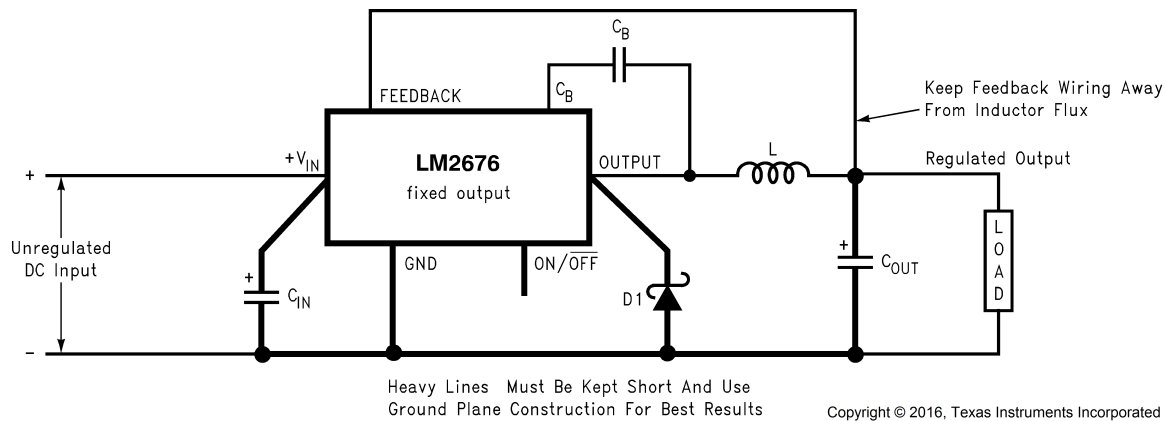 C_B
FEEDBACK
C_B
Keep Feedback Wiring Away
From Inductor Flux
+V_IN
LM2676
fixed output
OUTPUT
L
Regulated Output
+
Unregulated
DC Input
−
+
C_IN
GND
ON/O̅F̅F̅
D1
+
C_OUT
L
O
A
D
Heavy Lines Must Be Kept Short And Use
Ground Plane Construction For Best Results
Copyright © 2016, Texas Instruments Incorporated